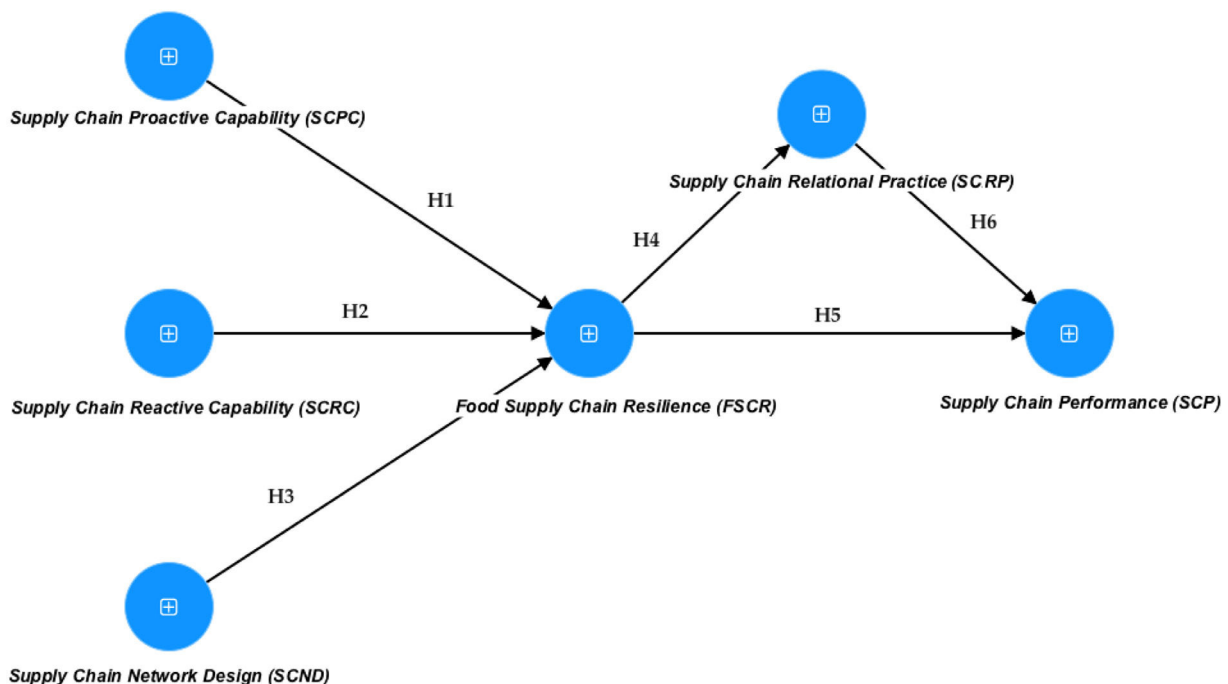 Supply Chain Proactive Capability (SCPC)
Supply Chain Relational Practice (SCRP)
H1
H4
H6
H2
H5
Supply Chain Reactive Capability (SCRC)
Food Supply Chain Resilience (FSCR)
Supply Chain Performance (SCP)
H3
Supply Chain Network Design (SCND)